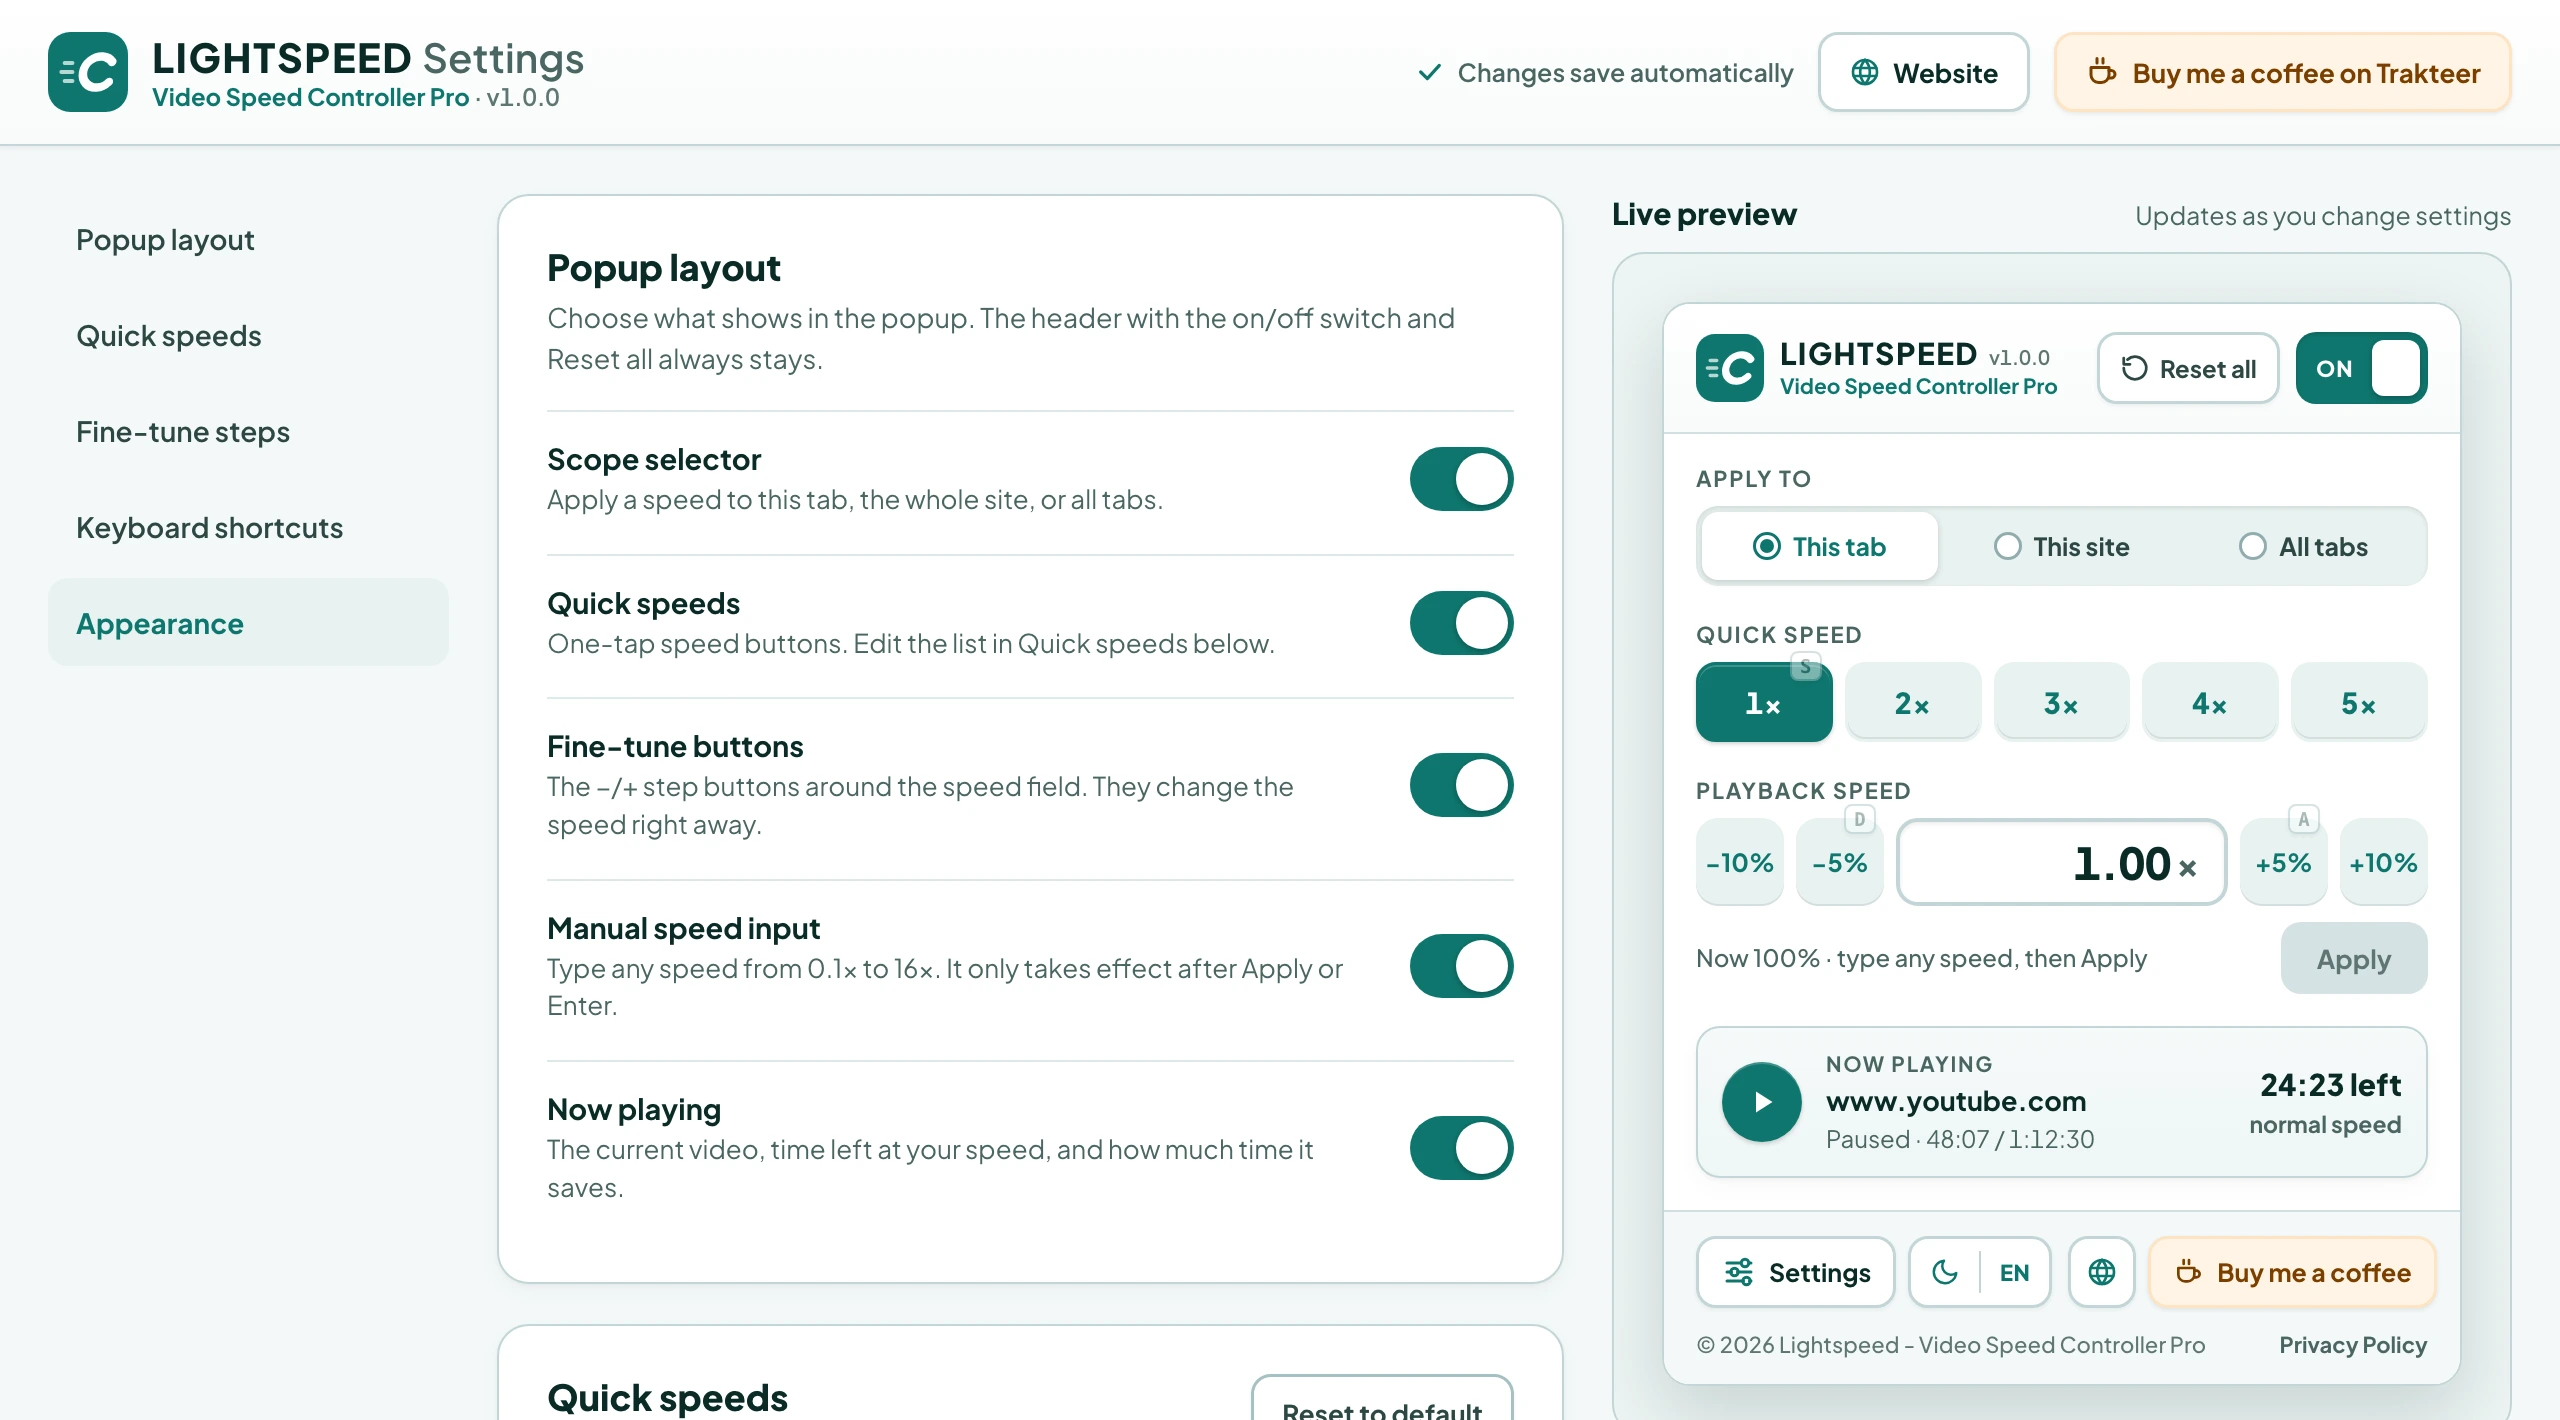 LIGHTSPEED Settings
Video Speed Controller Pro · v1.0.0
Changes save automatically
Website
Buy me a coffee on Trakteer
Popup layout
Quick speeds
Fine-tune steps
Keyboard shortcuts
Appearance
Popup layout
Choose what shows in the popup. The header with the on/off switch and
Reset all always stays.
Scope selector
Apply a speed to this tab, the whole site, or all tabs.
Quick speeds
One-tap speed buttons. Edit the list in Quick speeds below.
Fine-tune buttons
The −/+ step buttons around the speed field. They change the
speed right away.
Manual speed input
Type any speed from 0.1× to 16×. It only takes effect after Apply or
Enter.
Now playing
The current video, time left at your speed, and how much time it
saves.
Quick speeds
Reset to default
Live preview
Updates as you change settings
LIGHTSPEED v1.0.0
Video Speed Controller Pro
Reset all
ON
APPLY TO
This tab
This site
All tabs
QUICK SPEED
S
1×
2×
3×
4×
5×
PLAYBACK SPEED
D
A
−10%
−5%
1.00×
+5%
+10%
Now 100% · type any speed, then Apply
Apply
NOW PLAYING
www.youtube.com
Paused · 48:07 / 1:12:30
24:23 left
normal speed
Settings
EN
Buy me a coffee
© 2026 Lightspeed - Video Speed Controller Pro
Privacy Policy